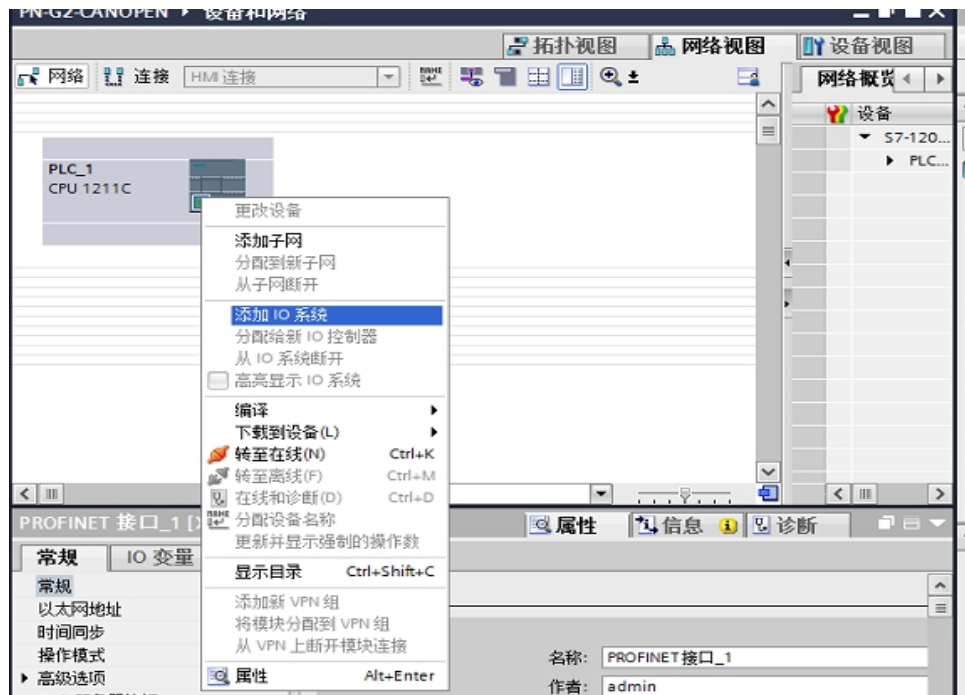 PN-G2-CANOPEN ▸ 设备和网络
拓扑视图 网络视图 设备视图
网络 连接 HMI 连接 网络概览
设备
S7-120...
PLC...
PLC_1
CPU 1211C
更改设备
添加子网
分配到新子网
从子网断开
添加 IO 系统
分配给新 IO 控制器
从 IO 系统断开
高亮显示 IO 系统
编译
下载到设备(L)
转至在线(N) Ctrl+K
转至离线(F) Ctrl+M
在线和诊断(D) Ctrl+D
分配设备名称
更新并显示强制的操作数
显示目录 Ctrl+Shift+C
添加新 VPN 组
将模块分配到 VPN 组
从 VPN 上断开模块连接
属性 Alt+Enter
PROFINET 接口_1
属性 信息 诊断
常规 IO 变量
常规
以太网地址
时间同步
操作模式
高级选项
名称: PROFINET接口_1
作者: admin